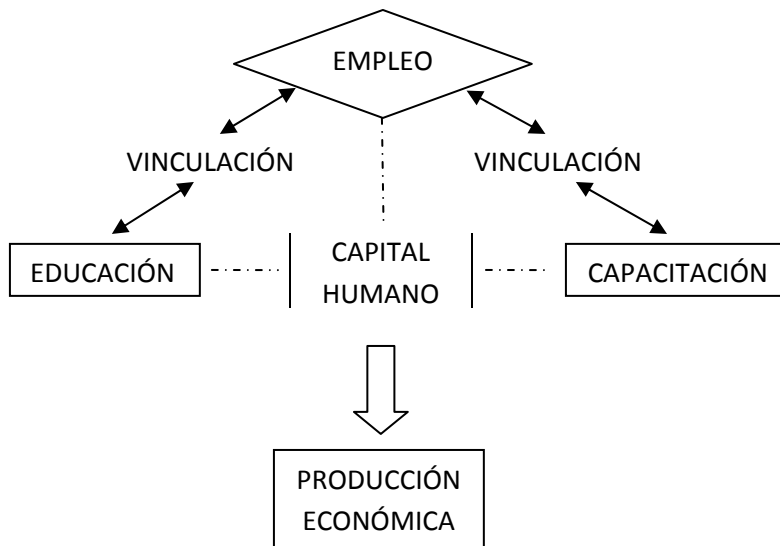 EMPLEO
VINCULACIÓN
VINCULACIÓN
EDUCACIÓN
CAPITAL
HUMANO
CAPACITACIÓN
PRODUCCIÓN
ECONÓMICA